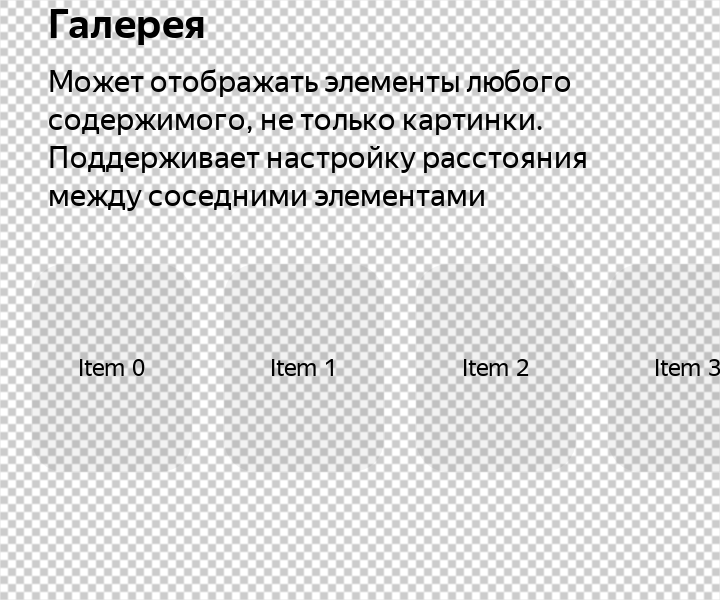 Галерея
Может отображать элементы любого
содержимого, не только картинки.
Поддерживает настройку расстояния
между соседними элементами
Item 0
Item 1
Item 2
Item 3